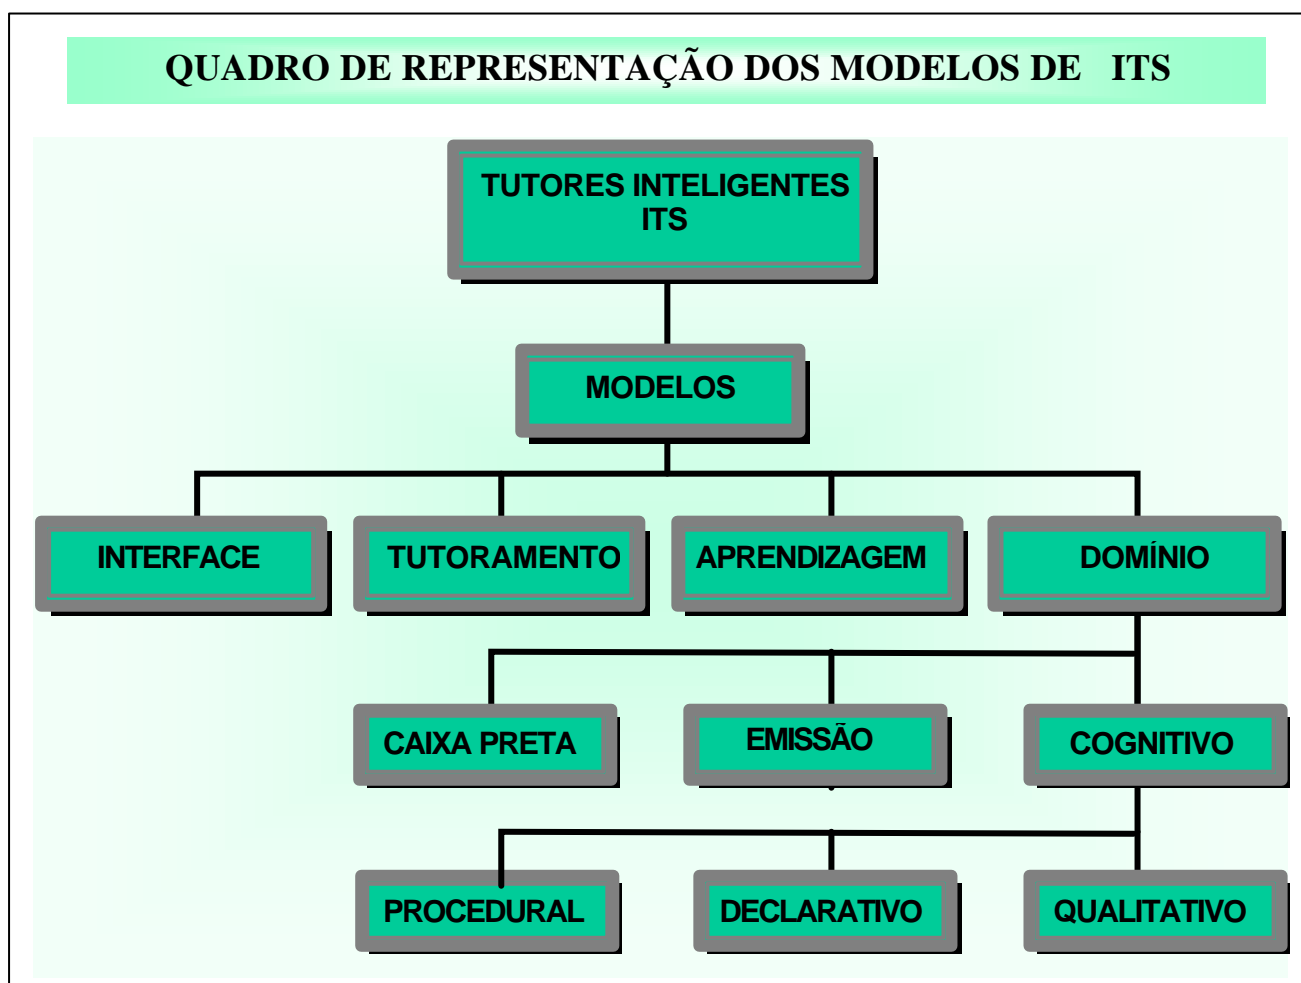 QUADRO DE REPRESENTAÇÃO DOS MODELOS DE ITS
TUTORES INTELIGENTES
ITS
MODELOS
INTERFACE
TUTORAMENTO
APRENDIZAGEM
DOMÍNIO
CAIXA PRETA
EMISSÃO
COGNITIVO
PROCEDURAL
DECLARATIVO
QUALITATIVO